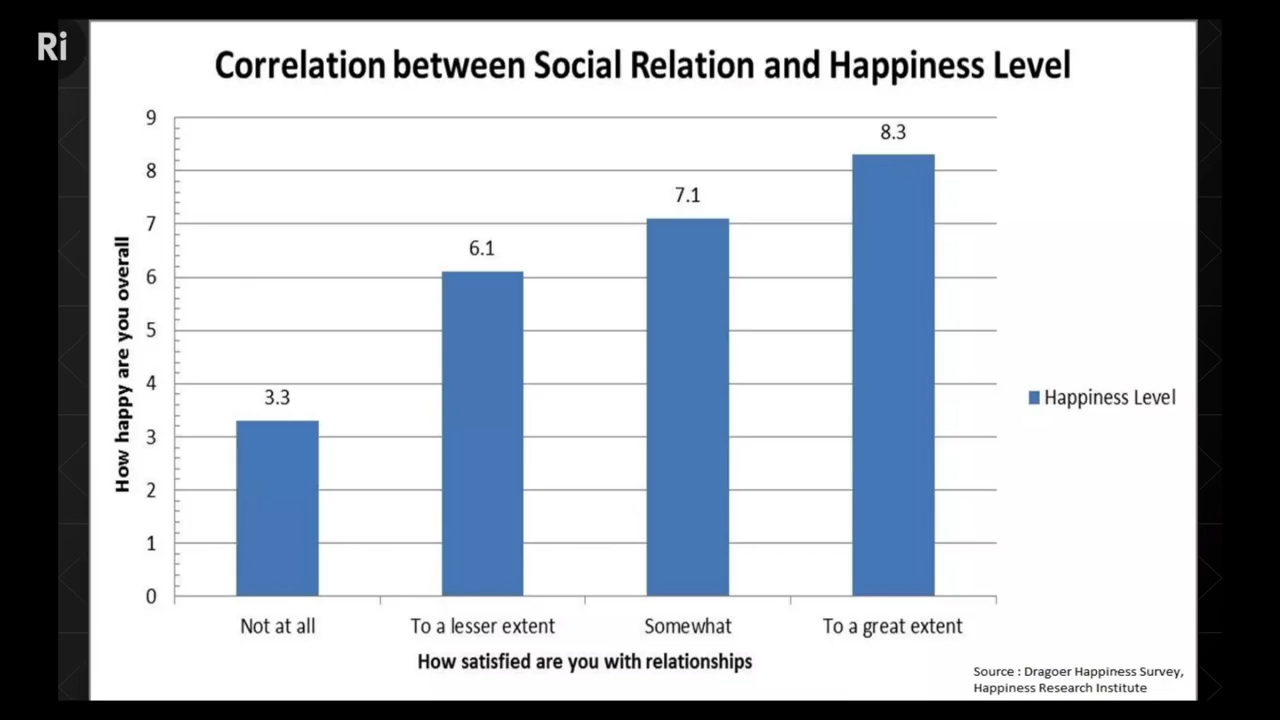 Ri
Correlation between Social Relation and Happiness Level
How happy are you overall
9
8
7
6
5
4
3
2
1
0
3.3
6.1
7.1
8.3
Happiness Level
Not at all
To a lesser extent
Somewhat
To a great extent
How satisfied are you with relationships
Source : Dragoer Happiness Survey,
Happiness Research Institute